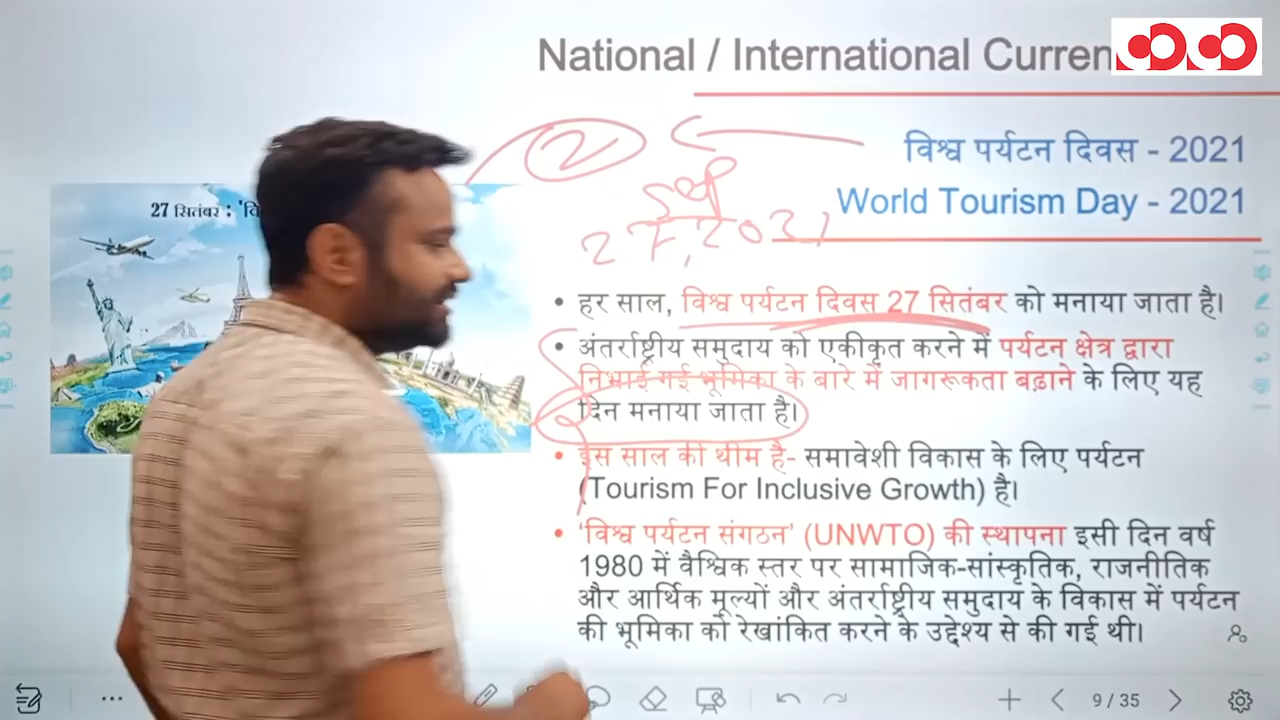 National / International Curren
विश्व पर्यटन दिवस - 2021
World Tourism Day - 2021
2
Sep
27, 2021
27 सितंबर : 'वि
• हर साल, विश्व पर्यटन दिवस 27 सितंबर को मनाया जाता है।
• अंतर्राष्ट्रीय समुदाय को एकीकृत करने में पर्यटन क्षेत्र द्वारा
निभाई गई भूमिका के बारे में जागरूकता बढ़ाने के लिए यह
दिन मनाया जाता है।
• इस साल की थीम है- समावेशी विकास के लिए पर्यटन
(Tourism For Inclusive Growth) है।
• 'विश्व पर्यटन संगठन' (UNWTO) की स्थापना इसी दिन वर्ष
1980 में वैश्विक स्तर पर सामाजिक-सांस्कृतिक, राजनीतिक
और आर्थिक मूल्यों और अंतर्राष्ट्रीय समुदाय के विकास में पर्यटन
की भूमिका को रेखांकित करने के उद्देश्य से की गई थी।
9 / 35